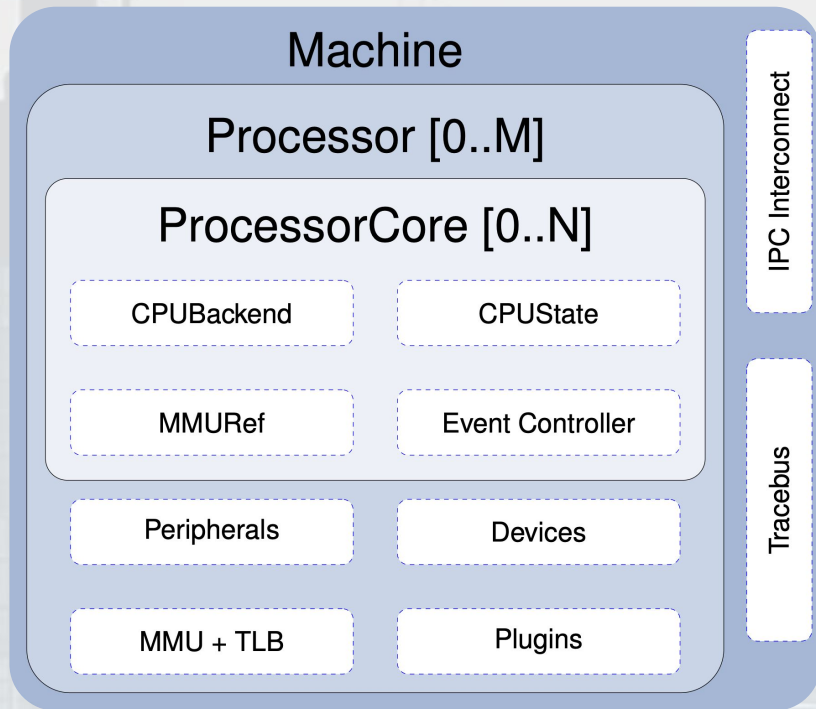 Machine
Processor [0..M]
ProcessorCore [0..N]
CPUBackend
CPUState
MMURef
Event Controller
Peripherals
Devices
MMU + TLB
Plugins
IPC Interconnect
Tracebus